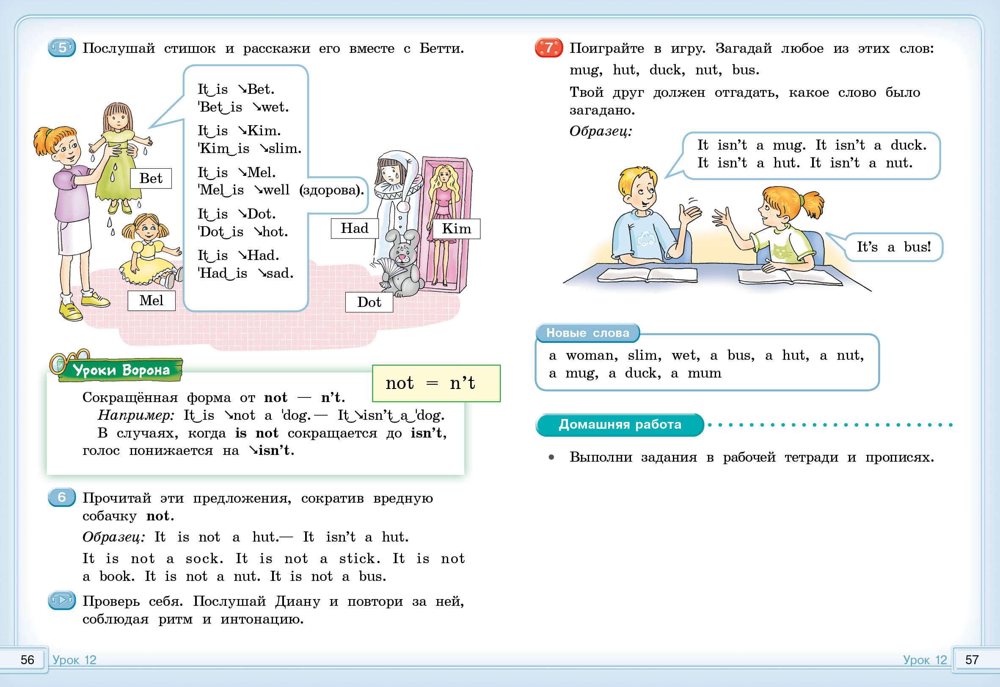 5 Послушай стишок и расскажи его вместе с Бетти.
It is ↘Bet.
ˈBet is ↘wet.
It is ↘Kim.
ˈKim is ↘slim.
It is ↘Mel.
ˈMel is ↘well (здорова).
It is ↘Dot.
ˈDot is ↘hot.
It is ↘Had.
ˈHad is ↘sad.
Bet
Mel
Had
Kim
Dot
Уроки Ворона
not = n’t
Сокращённая форма от not — n’t.
Например: It‿is ↘not a ˈdog. — It‿↘isn’t‿a‿ˈdog.
В случаях, когда is not сокращается до isn’t,
голос понижается на ↘isn’t.
6 Прочитай эти предложения, сократив вредную
собачку not.
Образец: It is not a hut.— It isn’t a hut.
It is not a sock. It is not a stick. It is not
a book. It is not a nut. It is not a bus.
Проверь себя. Послушай Диану и повтори за ней,
соблюдая ритм и интонацию.
56 Урок 12
7 Поиграйте в игру. Загадай любое из этих слов:
mug, hut, duck, nut, bus.
Твой друг должен отгадать, какое слово было
загадано.
Образец:
It isn’t a mug. It isn’t a duck.
It isn’t a hut. It isn’t a nut.
It’s a bus!
Новые слова
a woman, slim, wet, a bus, a hut, a nut,
a mug, a duck, a mum
Домашняя работа
• Выполни задания в рабочей тетради и прописях.
Урок 12 57